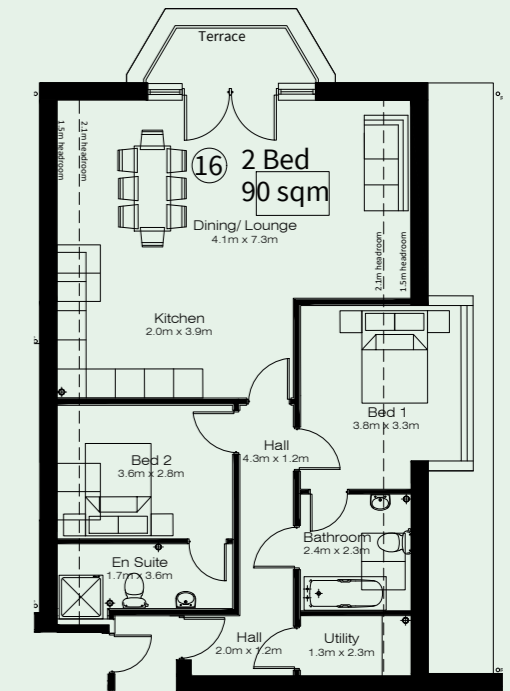 Terrace
1.5m headroom
2.1m headroom
16
2 Bed
90 sqm
Dining/ Lounge
4.1m x 7.3m
2.1m headroom
1.5m headroom
Kitchen
2.0m x 3.9m
Bed 1
3.8m x 3.3m
Hall
4.3m x 1.2m
Bed 2
3.6m x 2.8m
Bathroom
2.4m x 2.3m
En Suite
1.7m x 3.6m
Hall
2.0m x 1.2m
Utility
1.3m x 2.3m